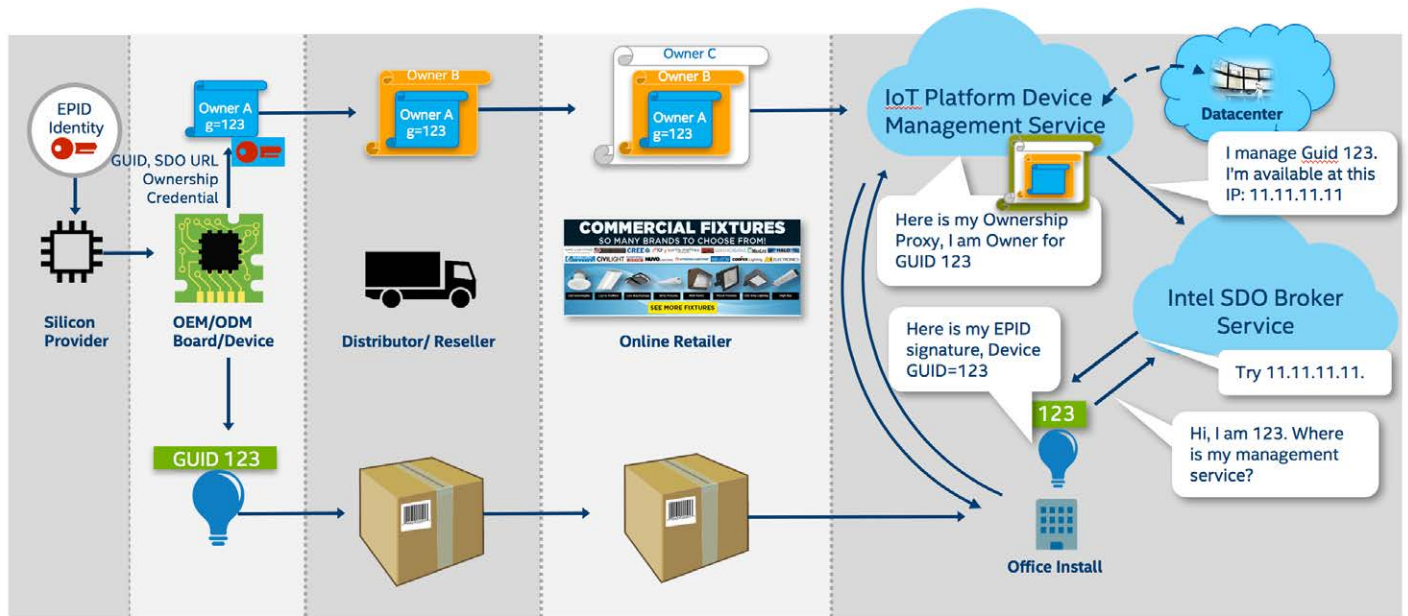 EPID
Identity
Silicon
Provider
Owner A
g=123
GUID, SDO URL
Ownership
Credential
OEM/ODM
Board/Device
GUID 123
Owner B
Owner A
g=123
Distributor/ Reseller
Owner C
Owner B
Owner A
g=123
COMMERCIAL FIXTURES
SO MANY BRANDS TO CHOOSE FROM!
CREE
CIVILIGHT
NUVO
SEE MORE FIXTURES
Online Retailer
IoT Platform Device
Management Service
Datacenter
I manage Guid 123.
I'm available at this
IP: 11.11.11.11
Here is my Ownership
Proxy, I am Owner for
GUID 123
Intel SDO Broker
Service
Here is my EPID
signature, Device
GUID=123
Try 11.11.11.11.
123
Hi, I am 123. Where
is my management
service?
Office Install